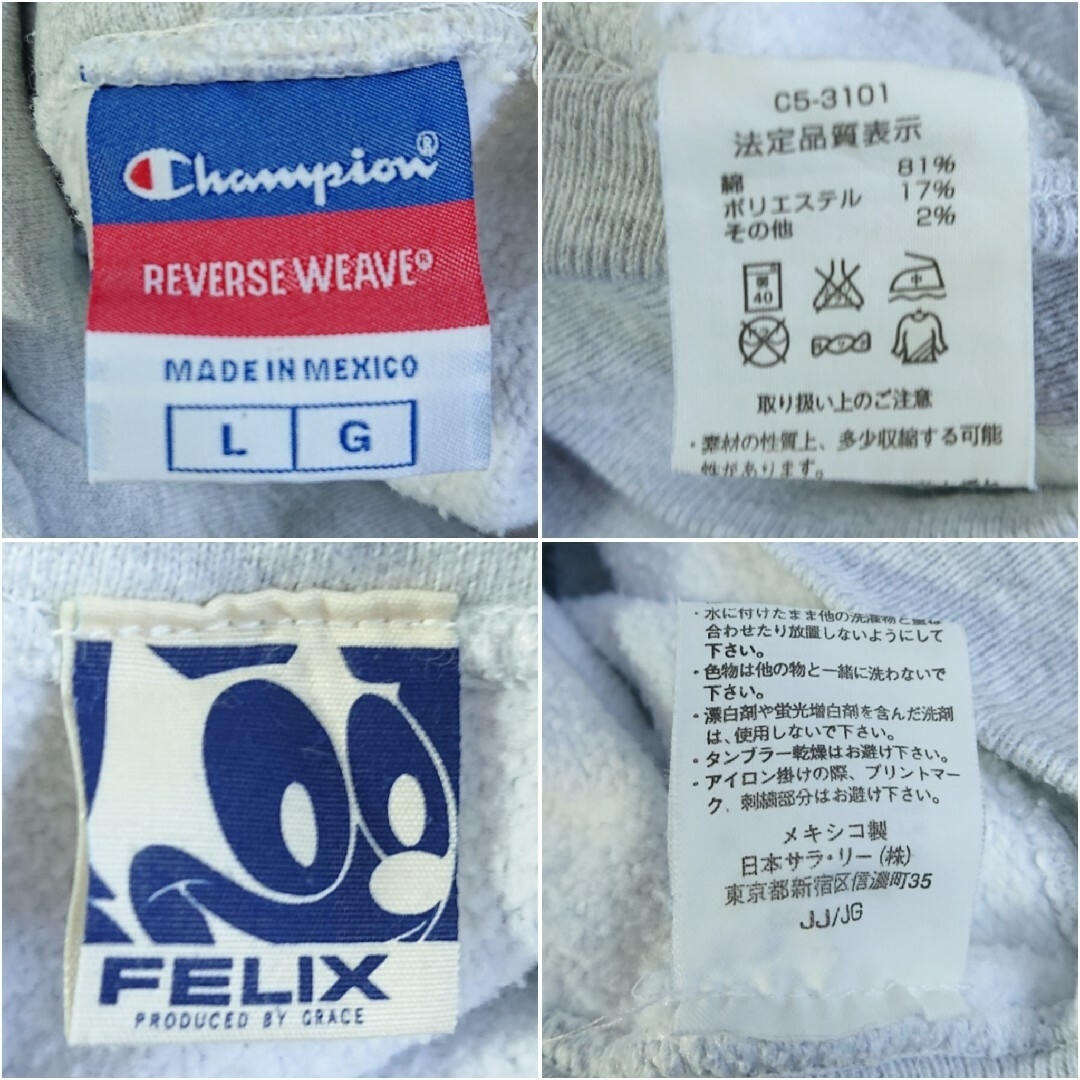 Champion®
REVERSE WEAVE®
MADE IN MEXICO
L G
C5-3101
法定品質表示
綿 81%
ポリエステル 17%
その他 2%
40
中
取り扱い上のご注意
・素材の性質上、多少収縮する可能
性があります。
FELIX
PRODUCED BY GRACE
・水に付けたまま他の洗濯物と重ね
合わせたり放置しないようにして
下さい。
・色物は他の物と一緒に洗わないで
下さい。
・漂白剤や蛍光増白剤を含んだ洗剤
は、使用しないで下さい。
・タンブラー乾燥はお避け下さい。
・アイロン掛けの際、プリントマー
ク、刺繍部分はお避け下さい。
メキシコ製
日本サラ・リー(株)
東京都新宿区信濃町35
JJ/JG